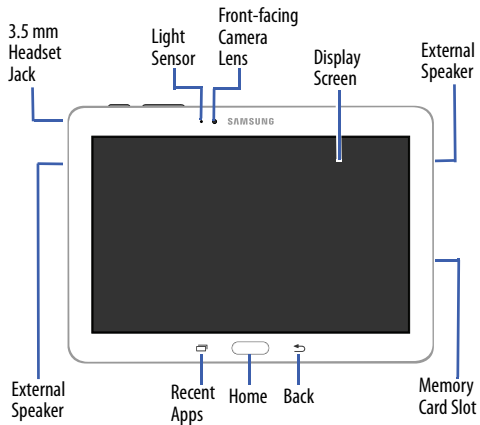 3.5 mm
Headset
Jack
Light
Sensor
Front-facing
Camera
Lens
Display
Screen
External
Speaker
SAMSUNG
External
Speaker
Recent
Apps
Home
Back
Memory
Card Slot